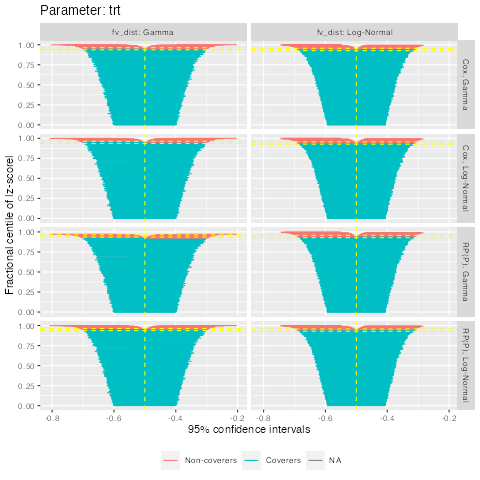 Parameter: trt
fv_dist: Gamma
fv_dist: Log-Normal
1.00
0.75
0.50
0.25
0.00
Cox, Gamma
1.00
0.75
0.50
0.25
0.00
Cox, Log-Normal
1.00
0.75
0.50
0.25
0.00
RP(P), Gamma
1.00
0.75
0.50
0.25
0.00
RP(P), Log-Normal
Fractional centile of |z-score|
-0.8 -0.6 -0.4 -0.2
-0.8 -0.6 -0.4 -0.2
95% confidence intervals
Non-coverers Coverers NA